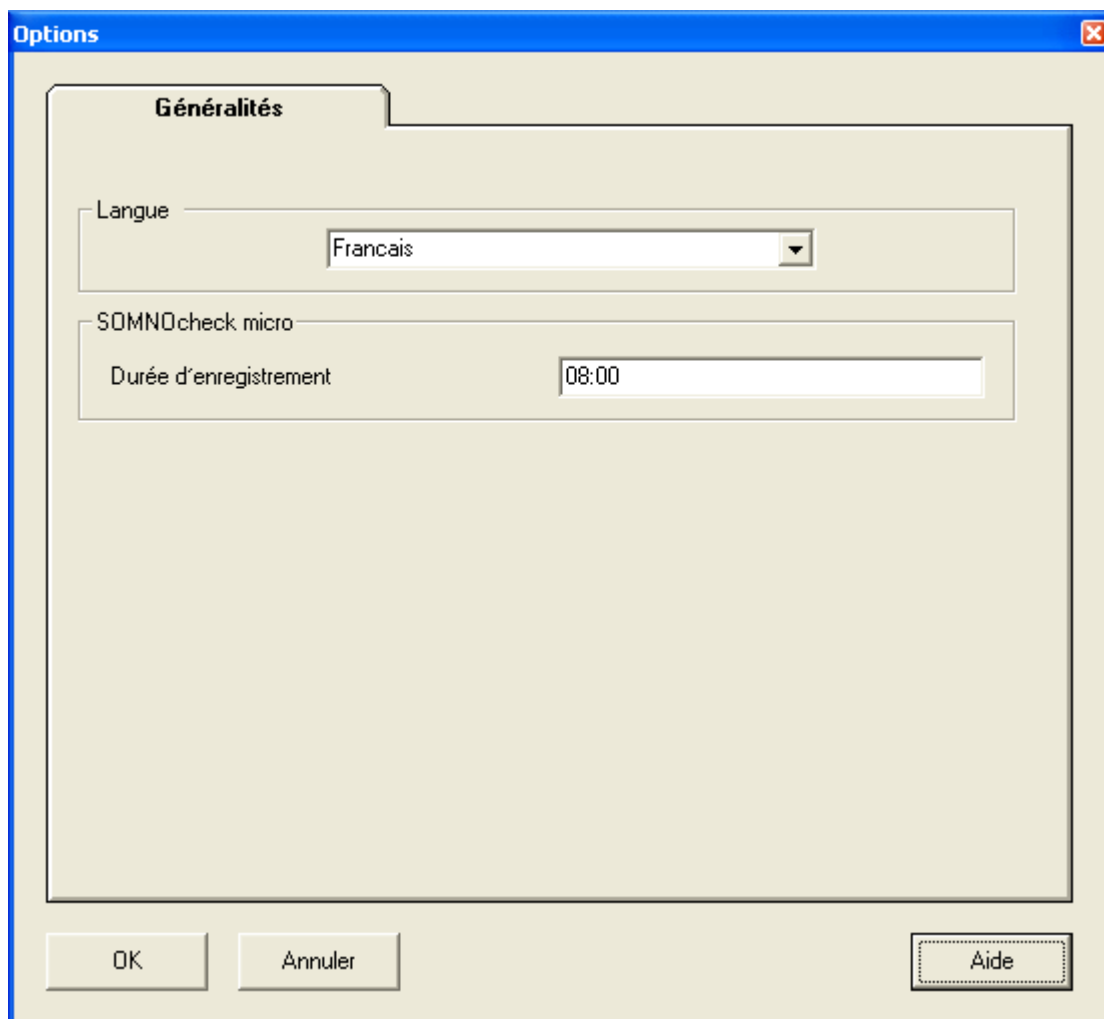 Options
Généralités
Langue
Francais
SOMNOcheck micro
Durée d´enregistrement
08:00
OK
Annuler
Aide